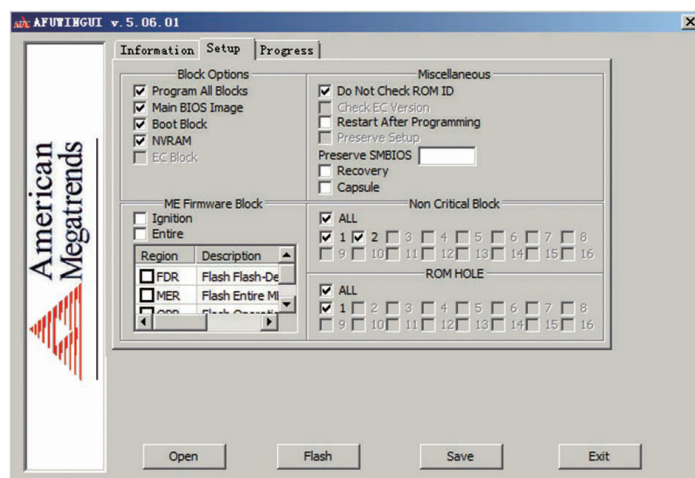 AFUWINGUI v.5.06.01
Information Setup Progress
Block Options
Program All Blocks
Main BIOS Image
Boot Block
NVRAM
EC Block
Miscellaneous
Do Not Check ROM ID
Check EC Version
Restart After Programming
Preserve Setup
Preserve SMBIOS
Recovery
Capsule
ME Firmware Block
Ignition
Entire
Region Description
FDR Flash Flash-De
MER Flash Entire
Non Critical Block
ALL
1 2 3 4 5 6 7 8
9 10 11 12 13 14 15 16
ROM HOLE
ALL
1 2 3 4 5 6 7 8
9 10 11 12 13 14 15 16
American
Megatrends
Open Flash Save Exit